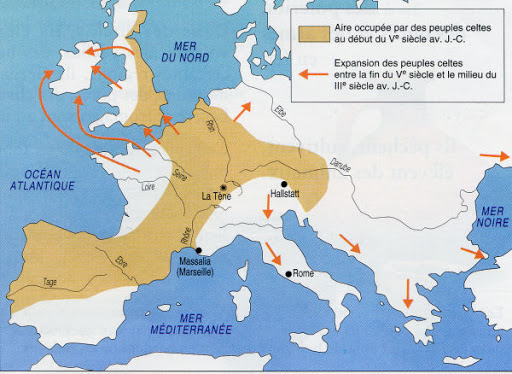 Aire occupée par des peuples celtes
au début du Ve siècle av. J.-C.
Expansion des peuples celtes
entre la fin du Ve siècle et le milieu du
IIIe siècle av. J.-C.
MER
DU NORD
OCÉAN
ATLANTIQUE
Elbe
Rhin
Seine
Loire
Danube
La Tène
Hallstatt
Rhône
MER
NOIRE
Massalia
(Marseille)
Ebre
Tage
Rome
MER
MÉDITERRANÉE